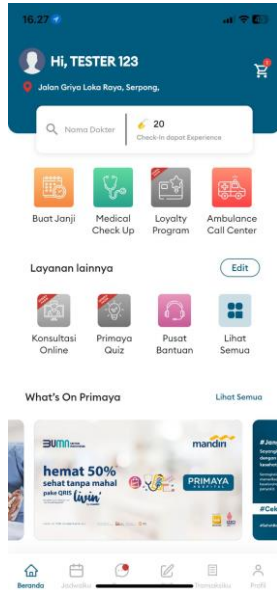 16.27
Hi, TESTER 123
Jalan Griya Loka Raya, Serpong,
Nama Dokter
20
Check-in dapat Experience
Buat Janji
Medical Check Up
Loyalty Program
Ambulance Call Center
Layanan lainnya
Edit
Konsultasi Online
Primaya Quiz
Pusat Bantuan
Lihat Semua
What's On Primaya
Lihat Semua
BUMN
mandiri
hemat 50%
sehat tanpa mahal
pake QRIS livin'
PRIMAYA
HOSPITAL
Beranda
Jadwalku
Transaksiku
Profil